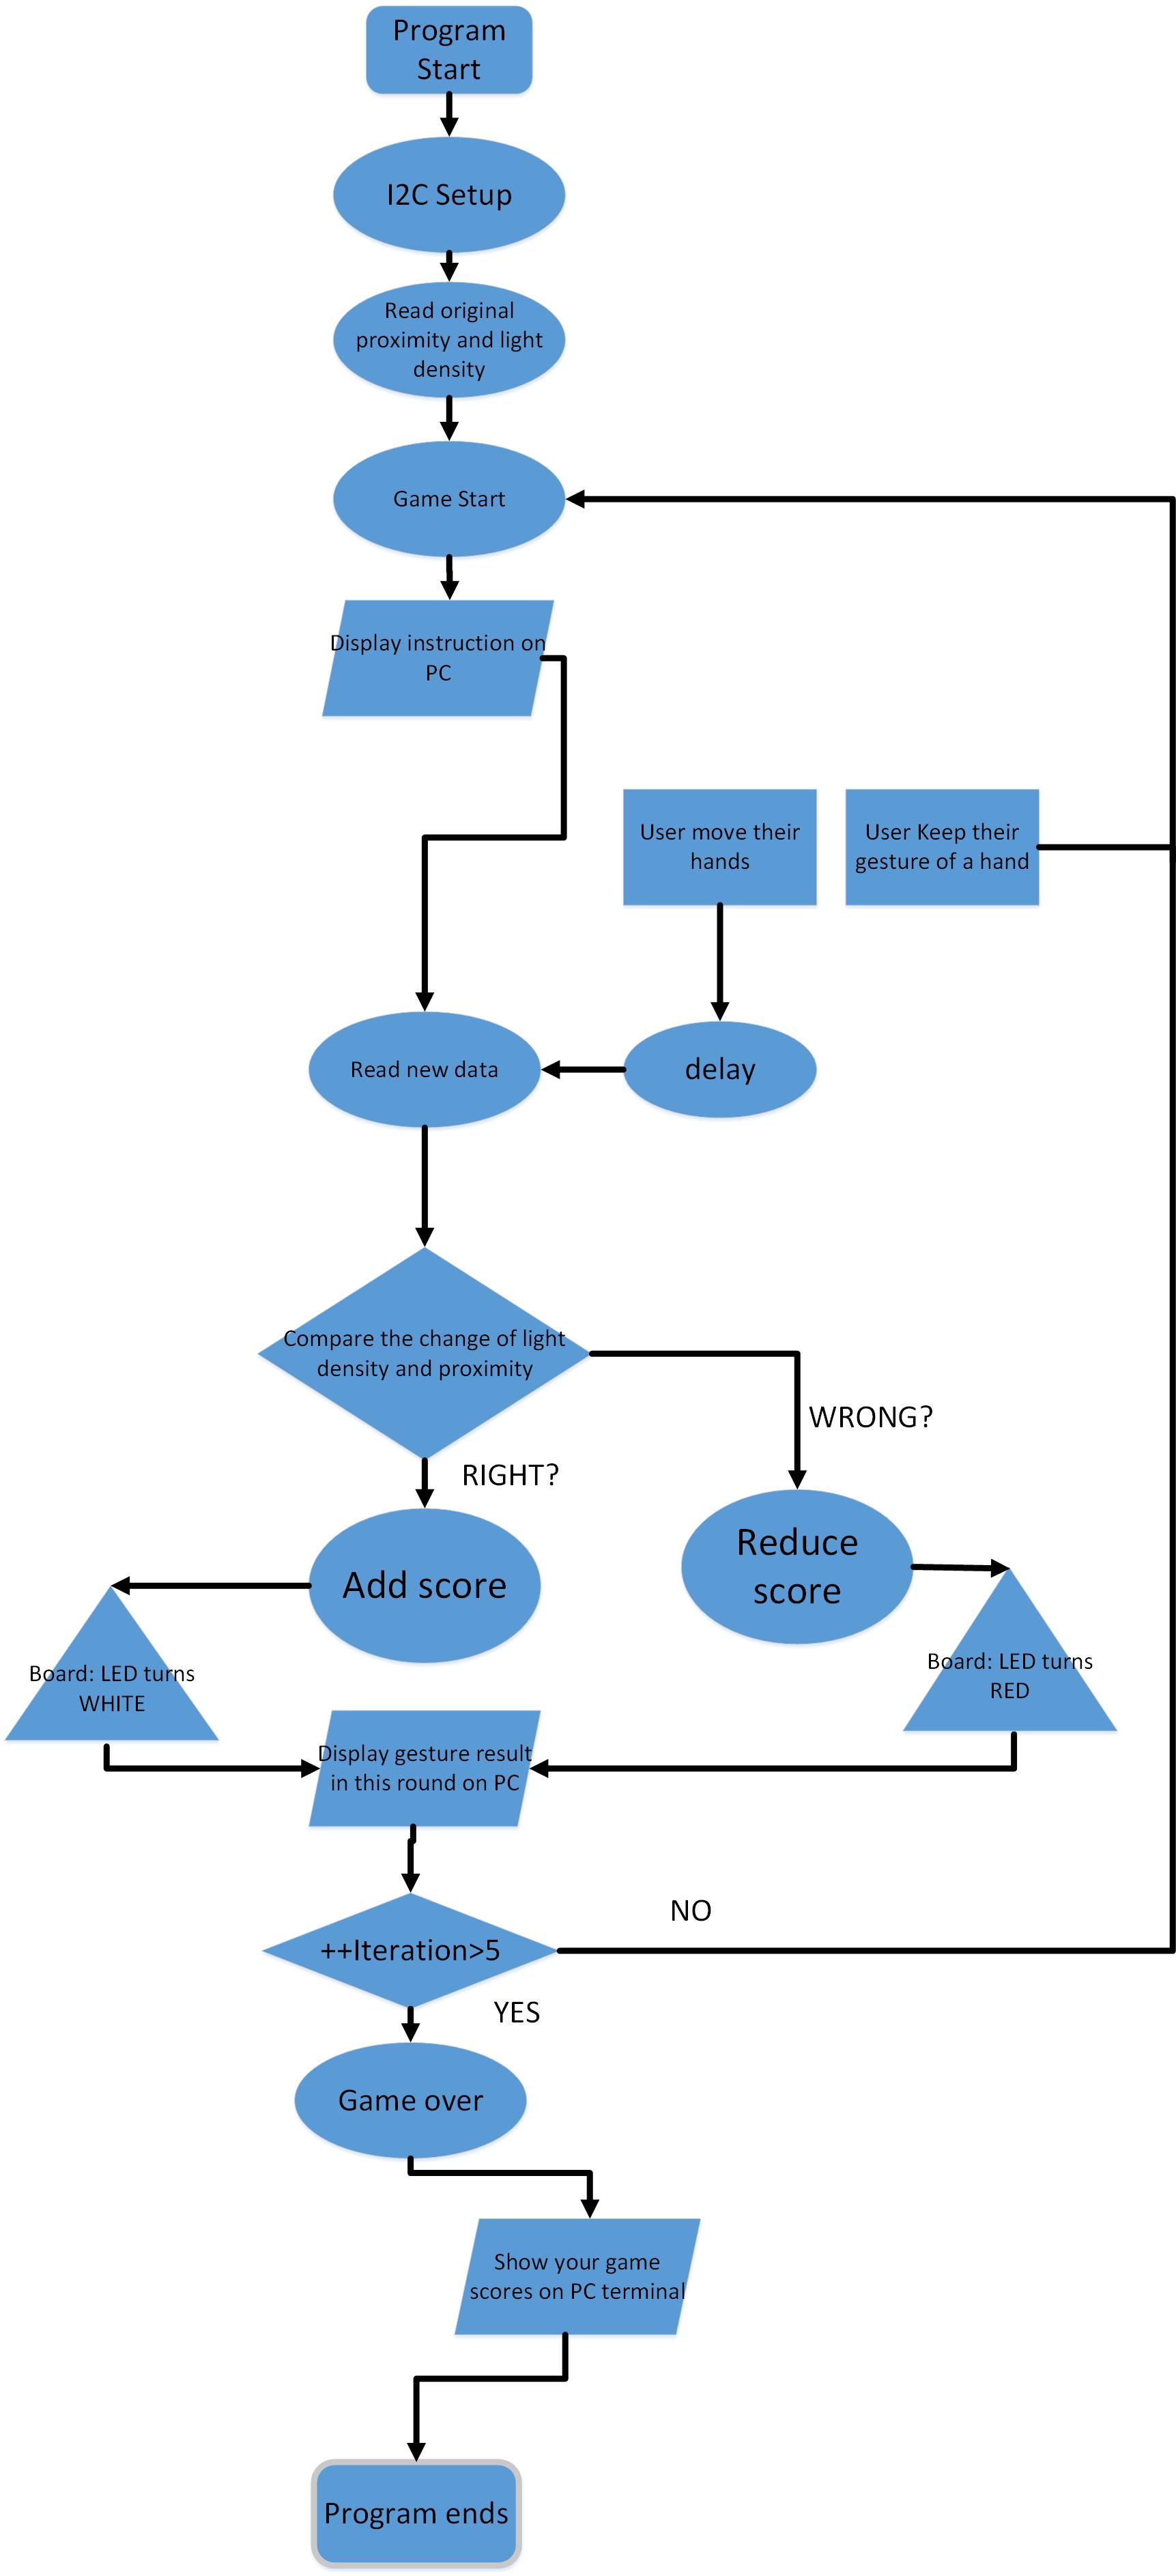 Program
Start
I2C Setup
Read original
proximity and light
density
Game Start
Display instruction on
PC
User move their
hands
User Keep their
gesture of a hand
Read new data
delay
Compare the change of light
density and proximity
WRONG?
RIGHT?
Reduce
score
Add score
Board: LED turns
WHITE
Board: LED turns
RED
Display gesture result
in this round on PC
NO
++Iteration>5
YES
Game over
Show your game
scores on PC terminal
Program ends